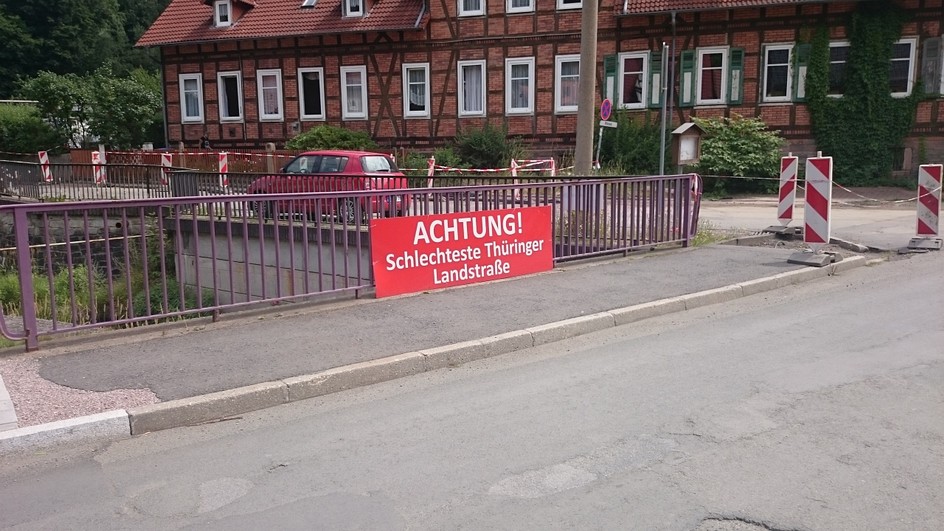 ACHTUNG!
Schlechteste Thüringer
Landstraße